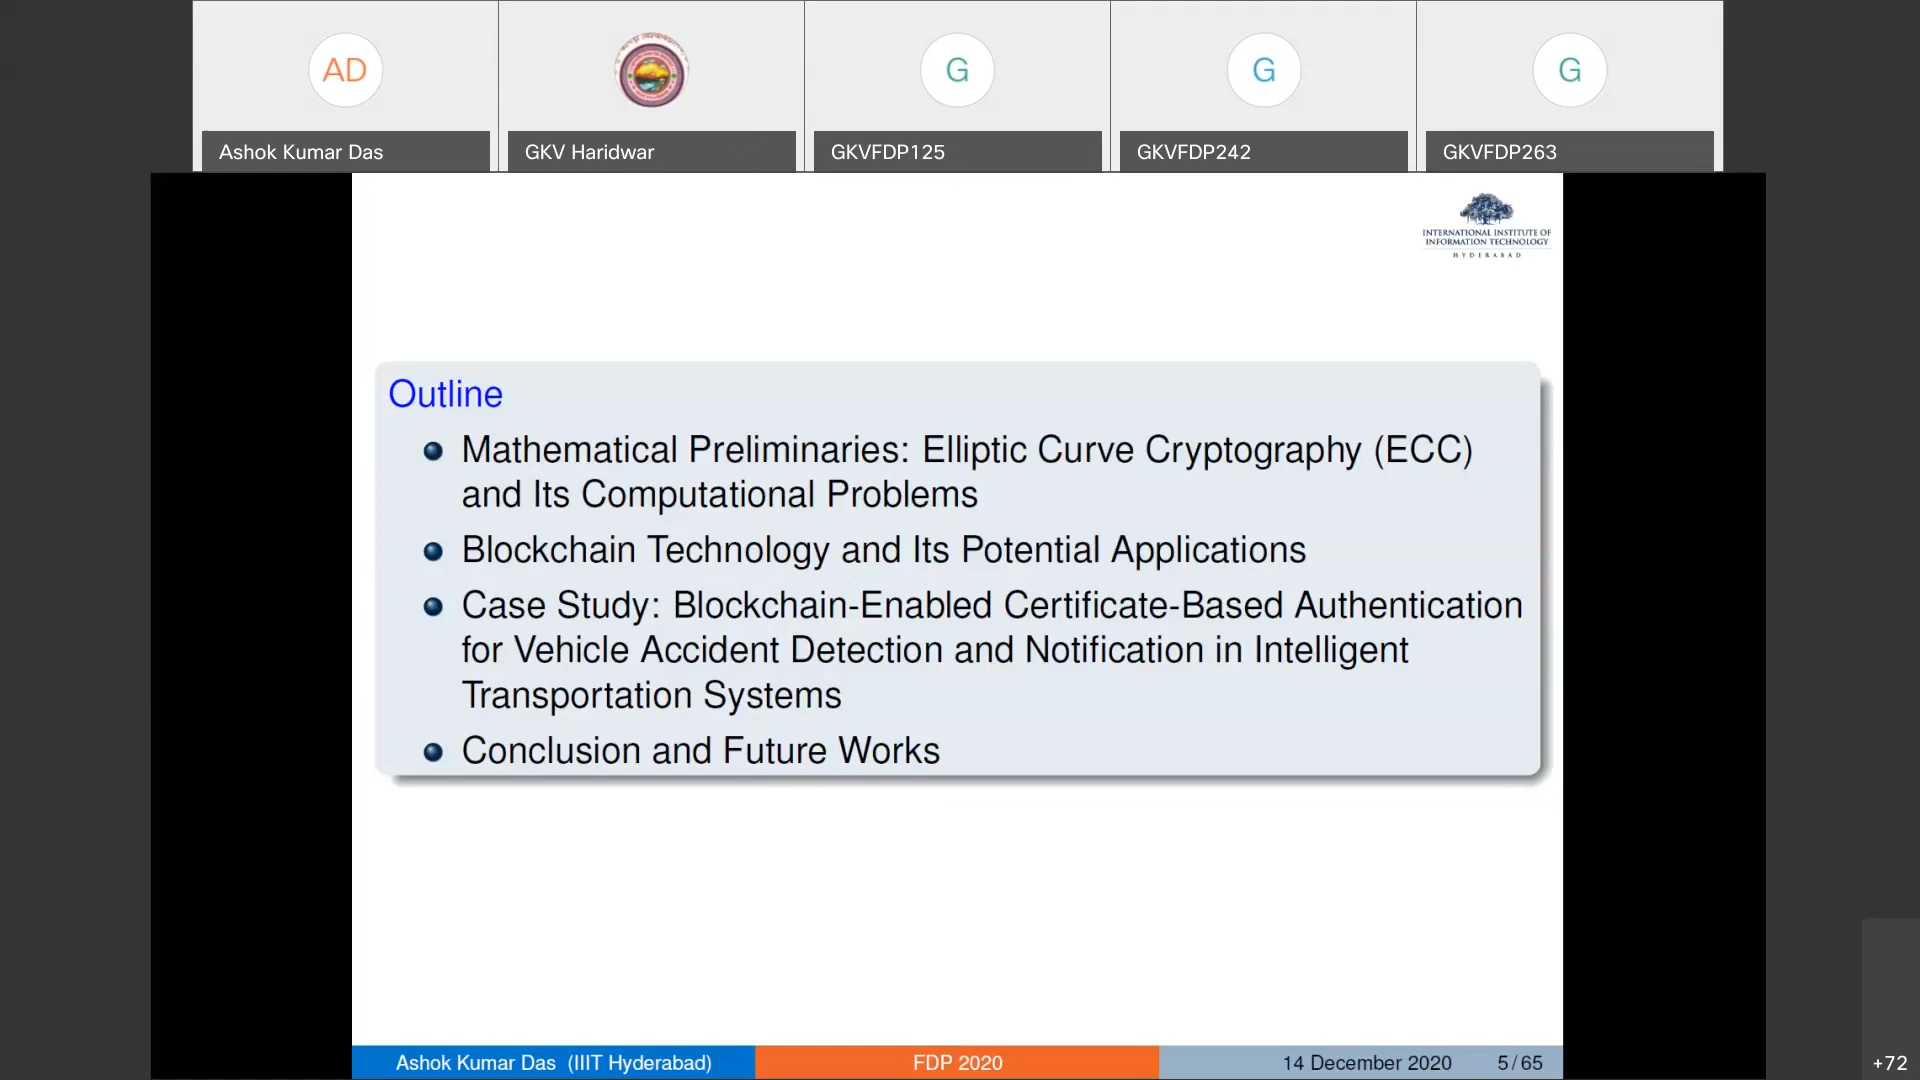 AD
G
G
G
Ashok Kumar Das
GKV Haridwar
GKVFDP125
GKVFDP242
GKVFDP263
INTERNATIONAL INSTITUTE OF
INFORMATION TECHNOLOGY
HYDERABAD
Outline
Mathematical Preliminaries: Elliptic Curve Cryptography (ECC)
and Its Computational Problems
Blockchain Technology and Its Potential Applications
Case Study: Blockchain-Enabled Certificate-Based Authentication
for Vehicle Accident Detection and Notification in Intelligent
Transportation Systems
Conclusion and Future Works
Ashok Kumar Das (IIIT Hyderabad)
FDP 2020
14 December 2020
5 / 65
+72